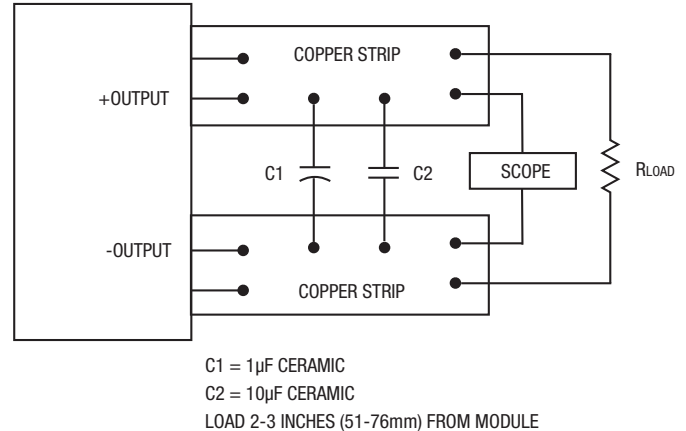 COPPER STRIP
+OUTPUT
C1
C2
SCOPE
RLOAD
-OUTPUT
COPPER STRIP
C1 = 1µF CERAMIC
C2 = 10µF CERAMIC
LOAD 2-3 INCHES (51-76mm) FROM MODULE